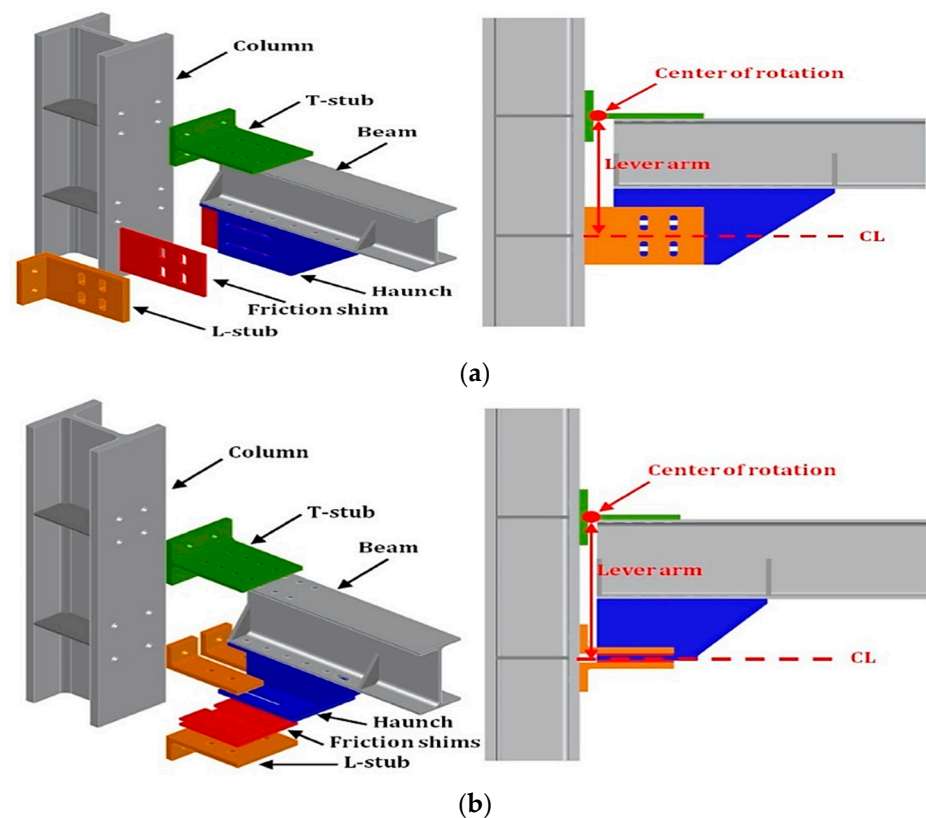 (a)
Column
T-stub
Beam
Haunch
Friction shim
L-stub
Center of rotation
Lever arm
CL
(a)
Column
T-stub
Beam
Haunch
Friction shims
L-stub
Center of rotation
Lever arm
CL
(b)